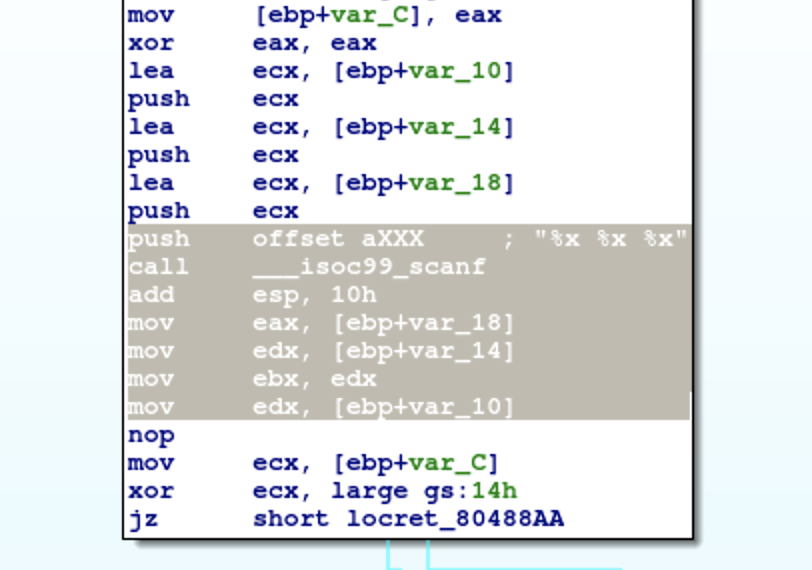 mov [ebp+var_C], eax
xor eax, eax
lea ecx, [ebp+var_10]
push ecx
lea ecx, [ebp+var_14]
push ecx
lea ecx, [ebp+var_18]
push ecx
push offset aXXX ; "%x %x %x"
call ___isoc99_scanf
add esp, 10h
mov eax, [ebp+var_18]
mov edx, [ebp+var_14]
mov ebx, edx
mov edx, [ebp+var_10]
nop
mov ecx, [ebp+var_C]
xor ecx, large gs:14h
jz short locret_80488AA